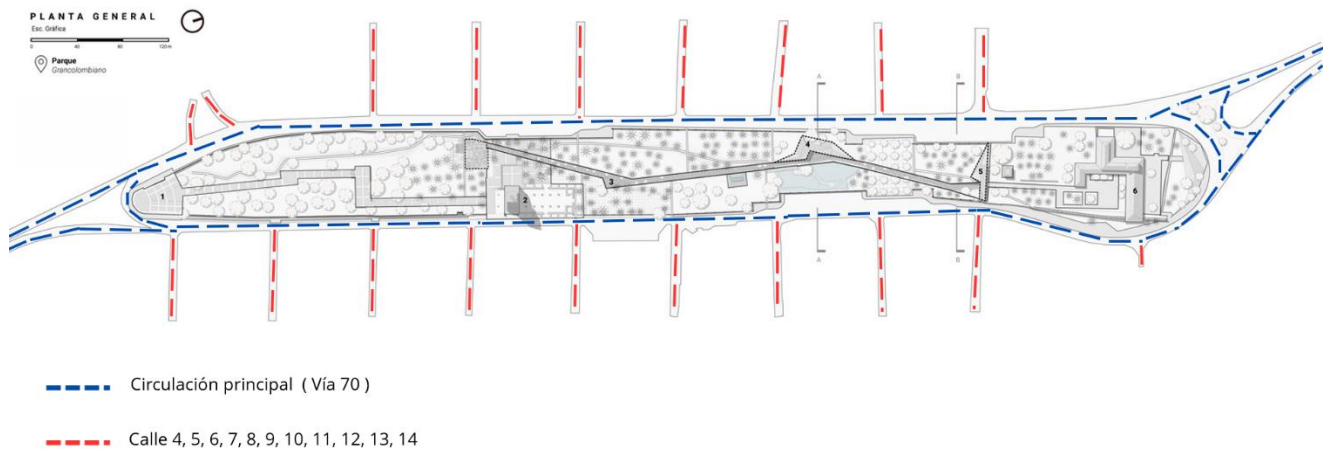 PLANTA GENERAL
Esc. Gráfica
0 40 80 120m
Parque
Grancolombiano
A B
4
5
3
1
6
2
A B
Circulación principal ( Vía 70 )
Calle 4, 5, 6, 7, 8, 9, 10, 11, 12, 13, 14